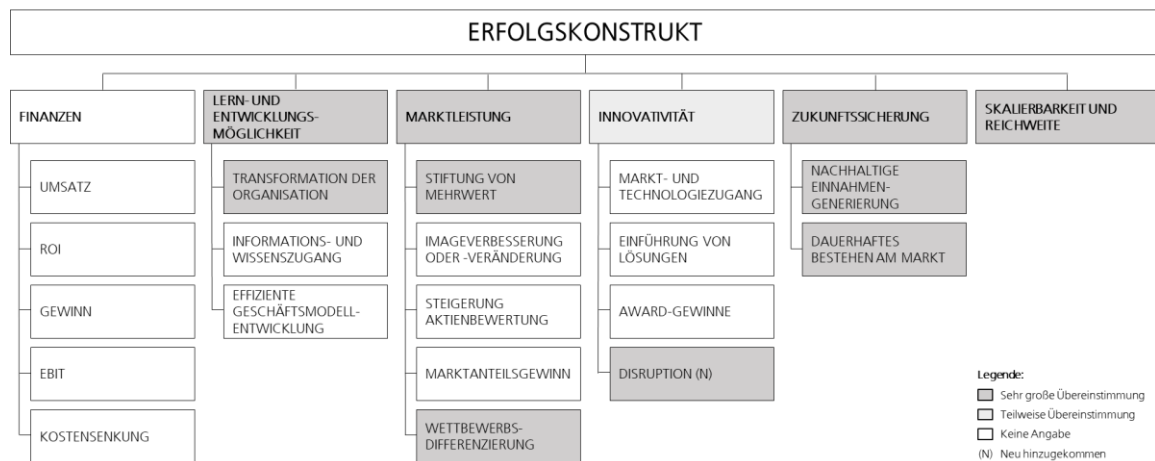 ERFOLGSKONSTRUKT
FINANZEN
UMSATZ
ROI
GEWINN
EBIT
KOSTENSENKUNG
LERN- UND
ENTWICKLUNGS-
MÖGLICHKEIT
TRANSFORMATION DER
ORGANISATION
INFORMATIONS- UND
WISSENSZUGANG
EFFIZIENTE
GESCHÄFTSMODELL-
ENTWICKLUNG
MARKTLEISTUNG
STIFTUNG VON
MEHRWERT
IMAGEVERBESSERUNG
ODER -VERÄNDERUNG
STEIGERUNG
AKTIENBEWERTUNG
MARKTANTEILSGEWINN
WETTBEWERBS-
DIFFERENZIERUNG
INNOVATIVITÄT
MARKT- UND
TECHNOLOGIEZUGANG
EINFÜHRUNG VON
LÖSUNGEN
AWARD-GEWINNE
DISRUPTION (N)
ZUKUNFTSSICHERUNG
NACHHALTIGE
EINNAHMEN-
GENERIERUNG
DAUERHAFTES
BESTEHEN AM MARKT
SKALIERBARKEIT UND
REICHWEITE
Legende:
Sehr große Übereinstimmung
Teilweise Übereinstimmung
Keine Angabe
(N) Neu hinzugekommen